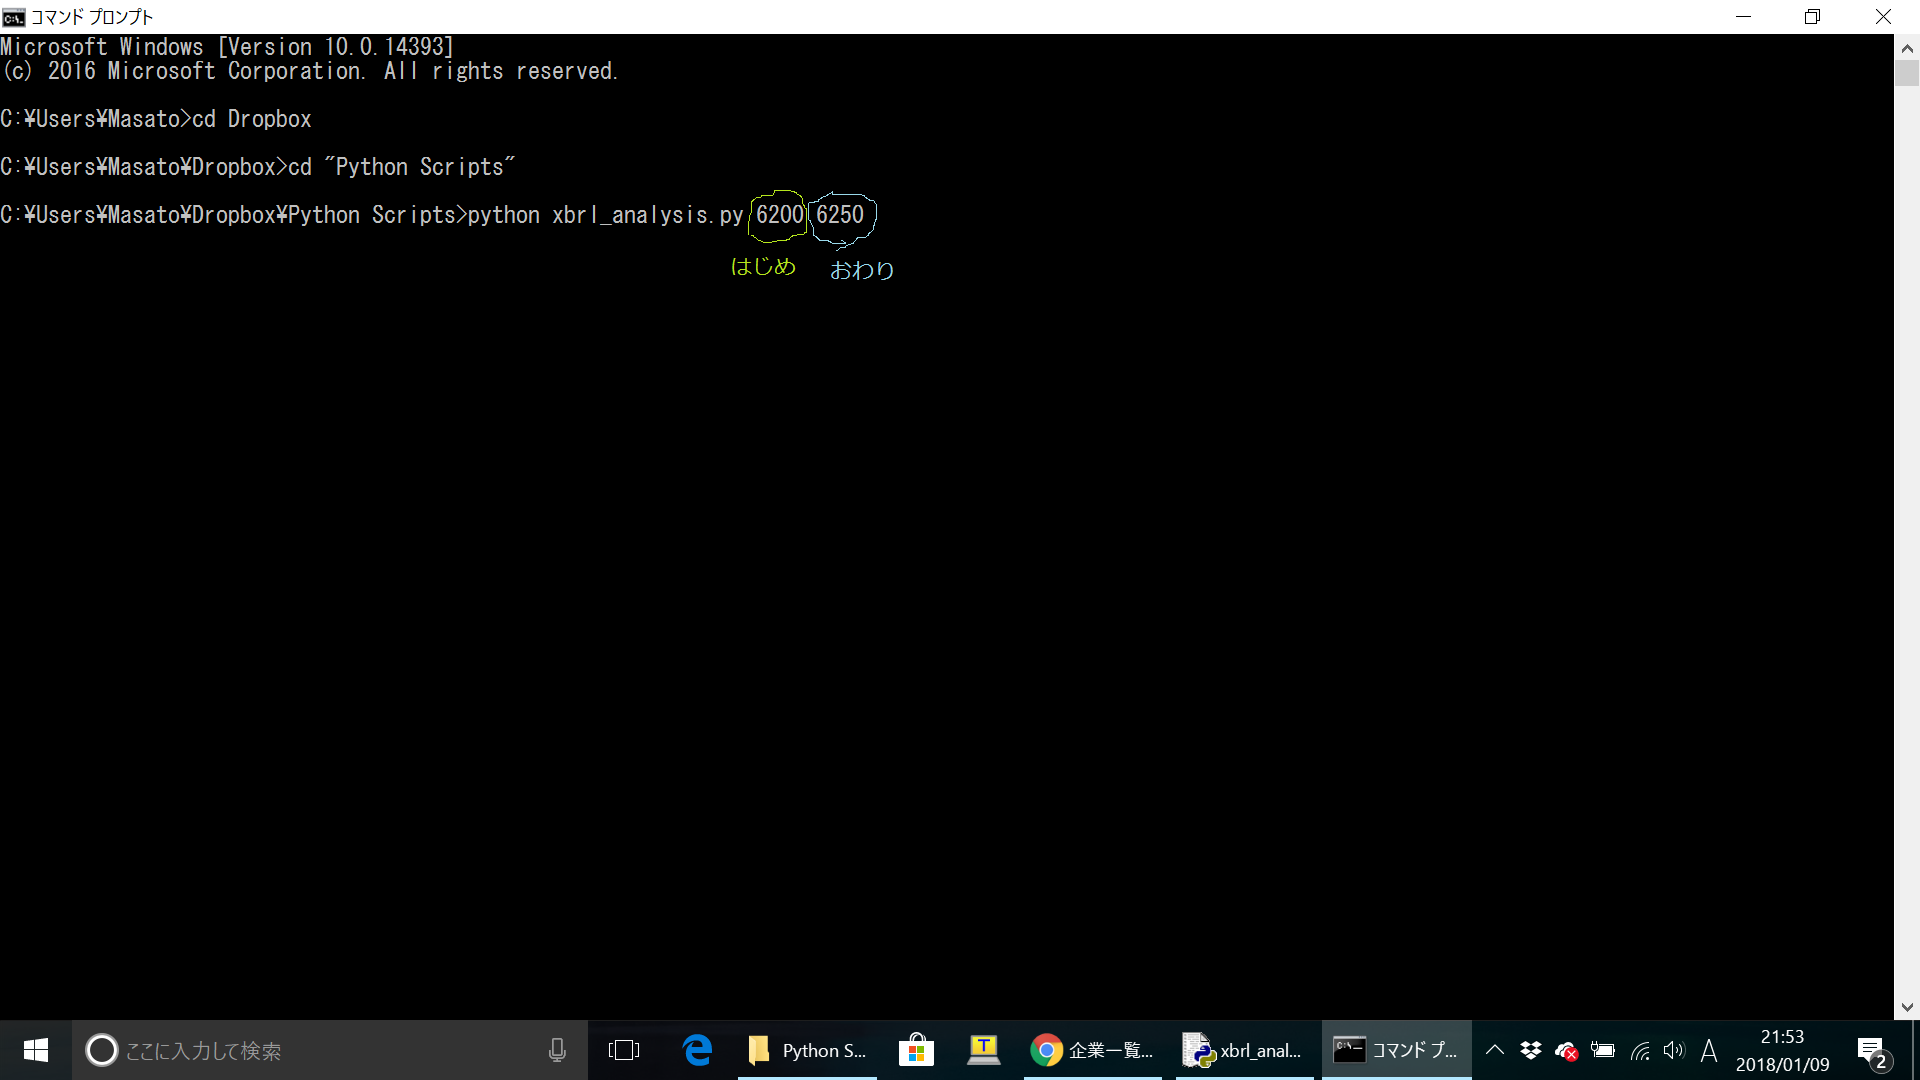 コマンド プロンプト
Microsoft Windows [Version 10.0.14393]
(c) 2016 Microsoft Corporation. All rights reserved.
C:¥Users¥Masato>cd Dropbox
C:¥Users¥Masato¥Dropbox>cd "Python Scripts"
C:¥Users¥Masato¥Dropbox¥Python Scripts>python xbrl_analysis.py 6200 6250
はじめ おわり
ここに入力して検索
Python S...
企業一覧...
xbrl_anal...
コマンド プ...
A
21:53
2018/01/09
2